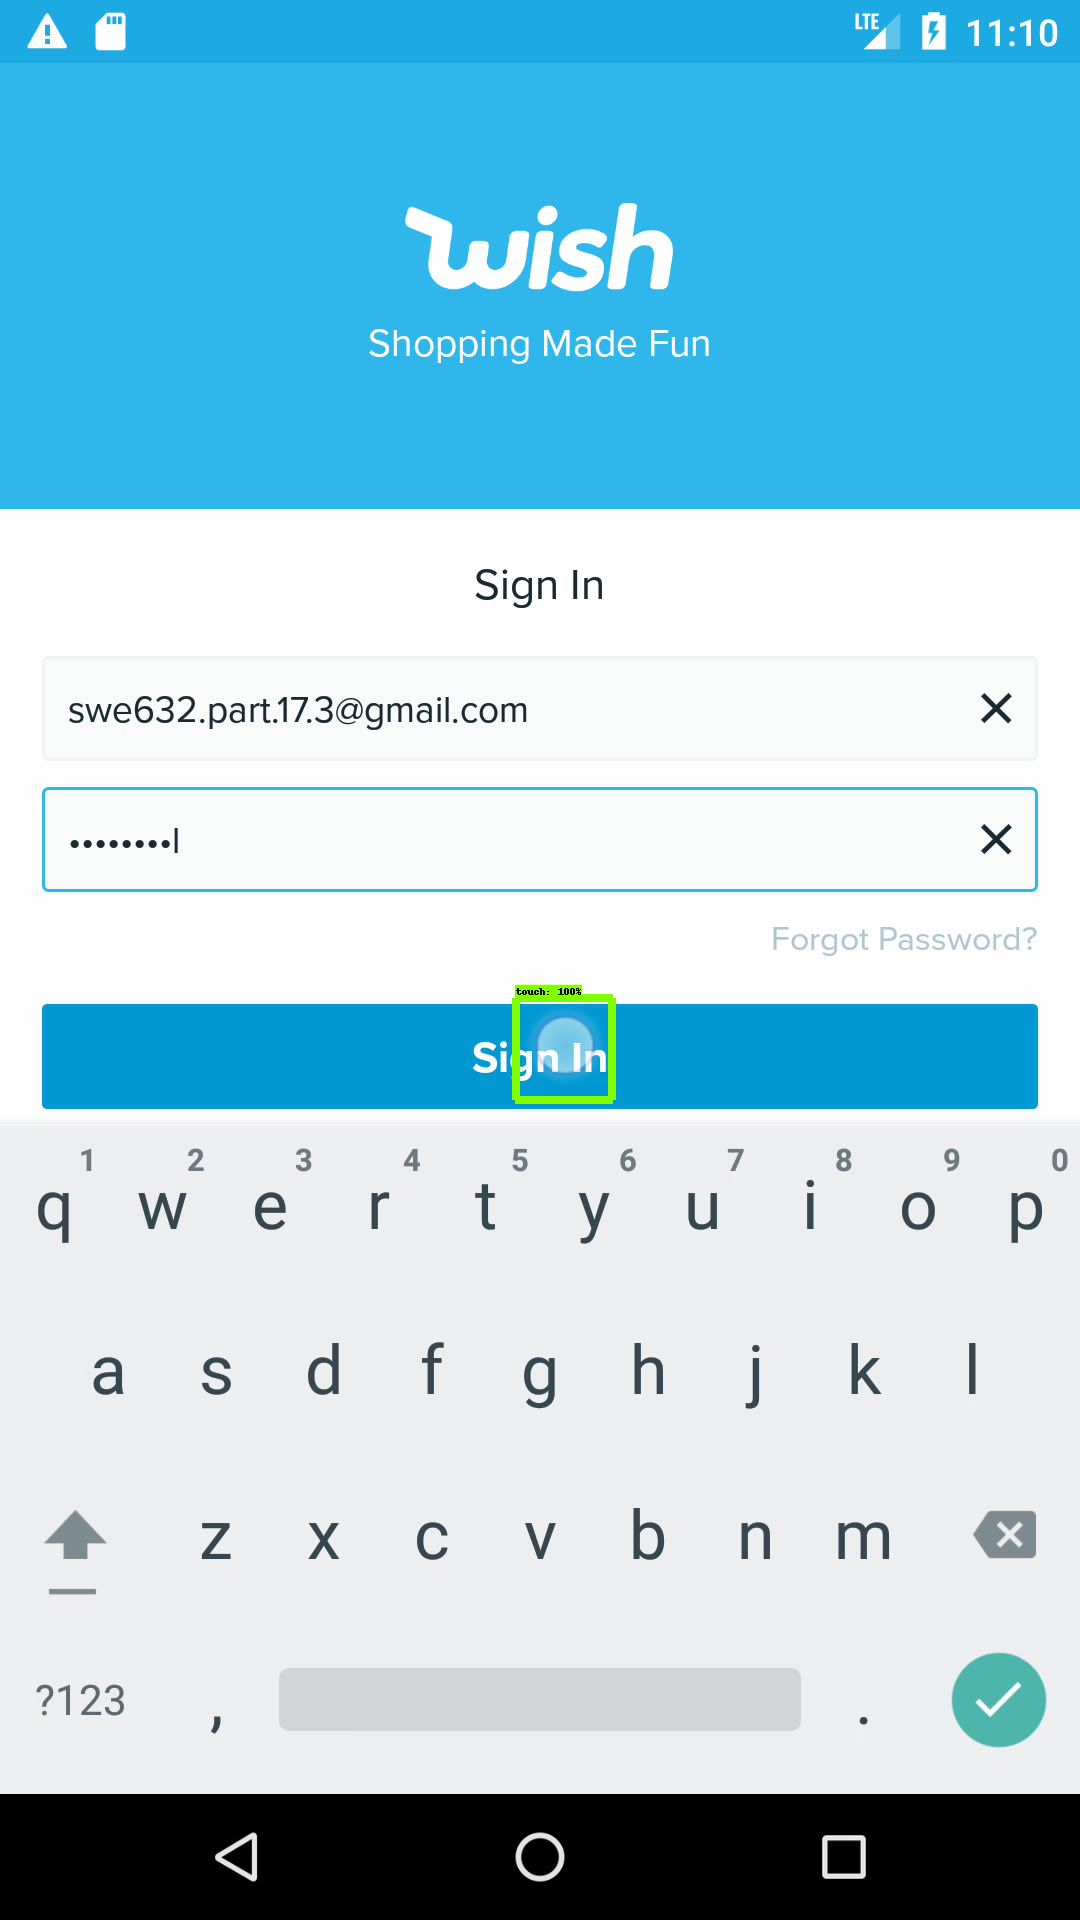 LTE 11:10
wish
Shopping Made Fun
Sign In
swe632.part.17.3@gmail.com
••••••••
Forgot Password?
touch: 100%
Sign In
1 2 3 4 5 6 7 8 9 0
q w e r t y u i o p
a s d f g h j k l
z x c v b n m
?123 , .